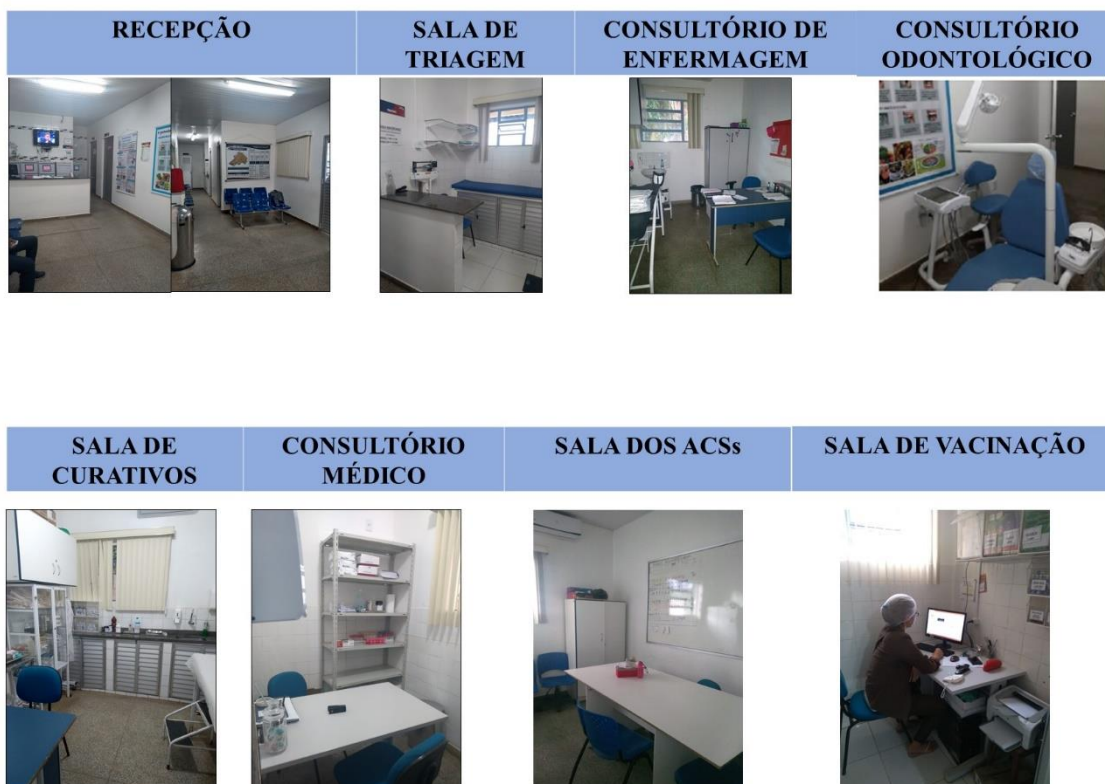 RECEPÇÃO
SALA DE
TRIAGEM
CONSULTÓRIO DE
ENFERMAGEM
CONSULTÓRIO
ODONTOLÓGICO
SALA DE
CURATIVOS
CONSULTÓRIO
MÉDICO
SALA DOS ACSs
SALA DE VACINAÇÃO